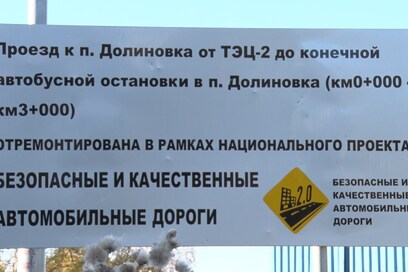 Проезд к п. Долиновка от ТЭЦ-2 до конечной
автобусной остановки в п. Долиновка (км0+000 -
км3+000)
ОТРЕМОНТИРОВАНА В РАМКАХ НАЦИОНАЛЬНОГО ПРОЕКТА
БЕЗОПАСНЫЕ И КАЧЕСТВЕННЫЕ
АВТОМОБИЛЬНЫЕ ДОРОГИ
2.0
БЕЗОПАСНЫЕ И
КАЧЕСТВЕННЫЕ
АВТОМОБИЛЬНЫЕ
ДОРОГИ